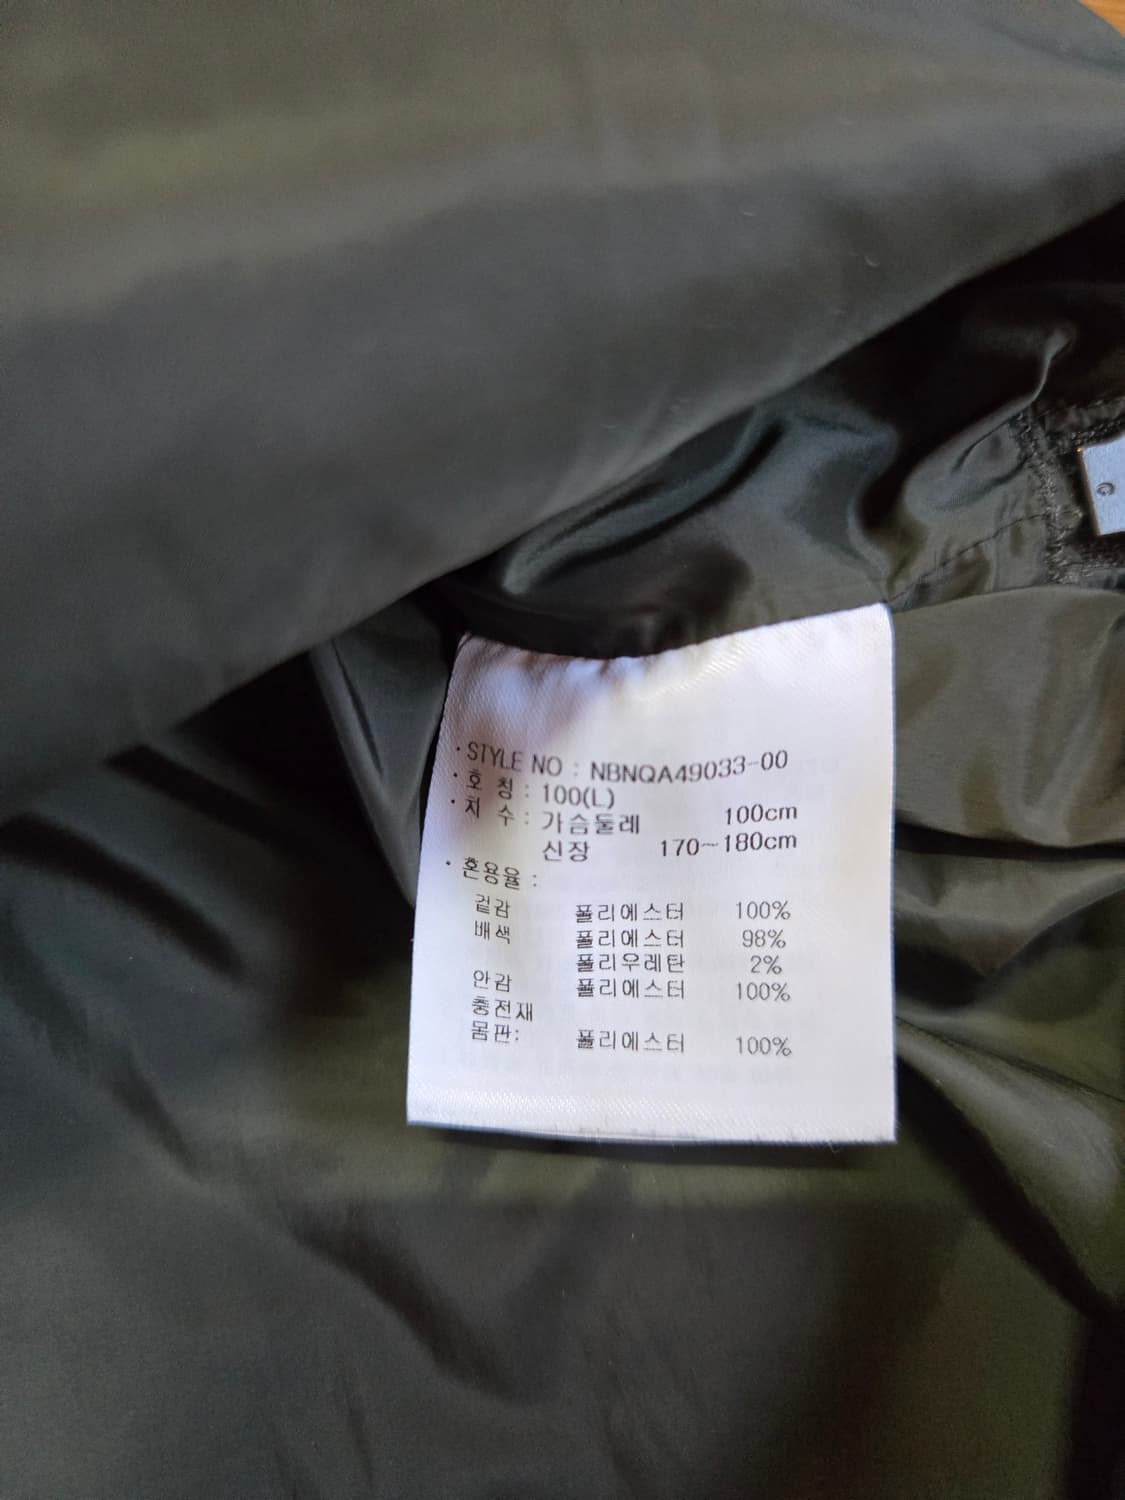 · STYLE NO : NBNQA49033-00
· 호 칭 : 100(L)
· 치 수 : 가슴둘레 100cm
신장 170~180cm
· 혼용율 :
겉감 폴리에스터 100%
배색 폴리에스터 98%
폴리우레탄 2%
안감 폴리에스터 100%
충전재
몸판: 폴리에스터 100%